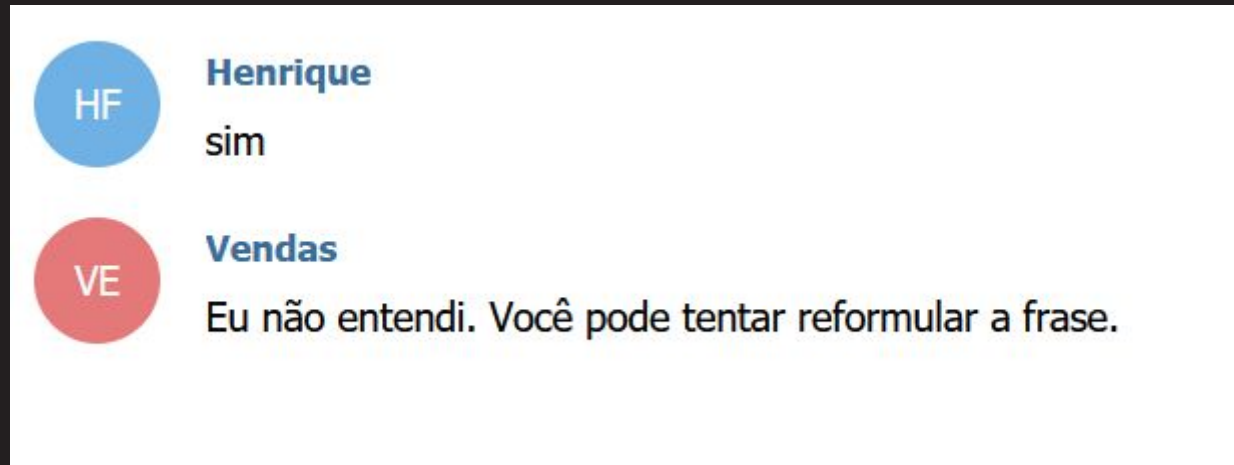 HF
Henrique
sim
VE
Vendas
Eu não entendi. Você pode tentar reformular a frase.